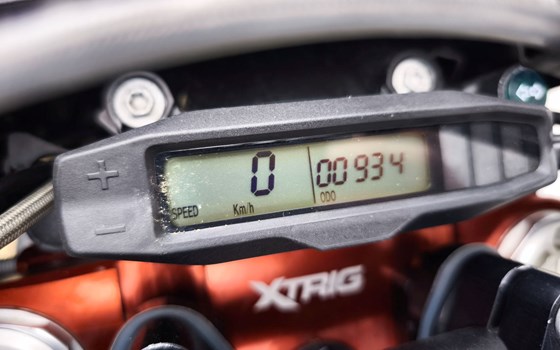 0 00934
SPEED Km/h ODO
XTRIG